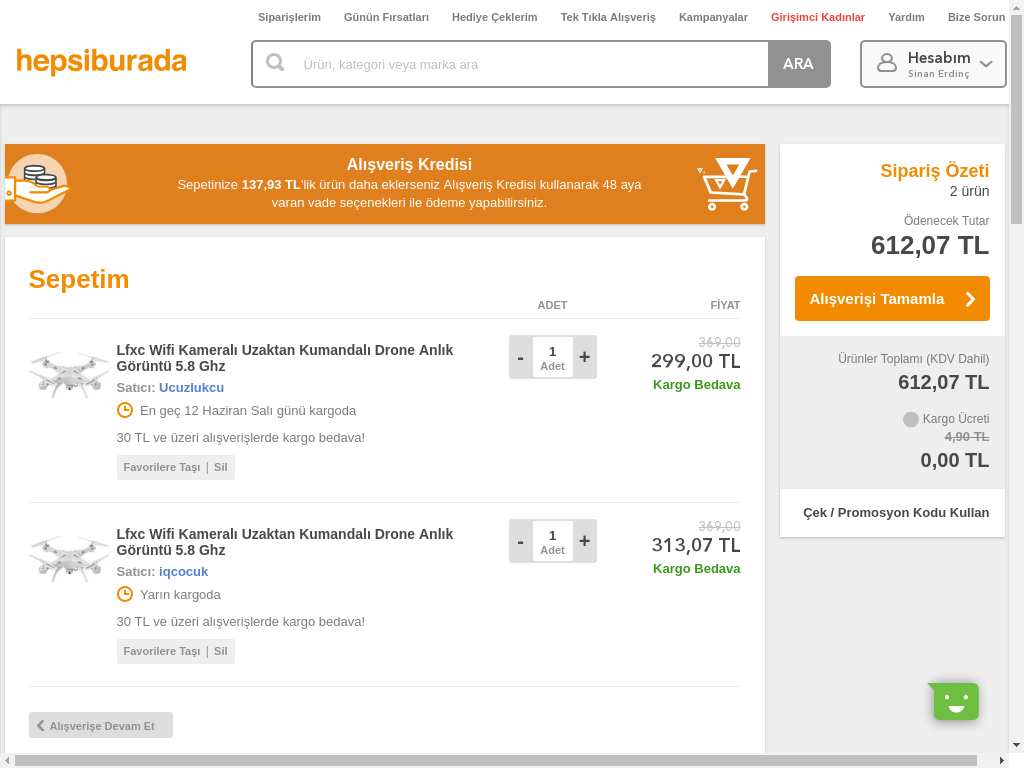 Siparişlerim Günün Fırsatları Hediye Çeklerim Tek Tıkla Alışveriş Kampanyalar Girişimci Kadınlar Yardım Bize Sorun
hepsiburada
Ürün, kategori veya marka ara
ARA
Hesabım
Sinan Erdinç
Alışveriş Kredisi
Sepetinize 137,93 TL'lik ürün daha eklerseniz Alışveriş Kredisi kullanarak 48 aya
varan vade seçenekleri ile ödeme yapabilirsiniz.
Sepetim
ADET FİYAT
Lfxc Wifi Kameralı Uzaktan Kumandalı Drone Anlık
Görüntü 5.8 Ghz
Satıcı: Ucuzlukcu
En geç 12 Haziran Salı günü kargoda
30 TL ve üzeri alışverişlerde kargo bedava!
Favorilere Taşı | Sil
- 1 +
Adet
369,00
299,00 TL
Kargo Bedava
Lfxc Wifi Kameralı Uzaktan Kumandalı Drone Anlık
Görüntü 5.8 Ghz
Satıcı: iqcocuk
Yarın kargoda
30 TL ve üzeri alışverişlerde kargo bedava!
Favorilere Taşı | Sil
- 1 +
Adet
369,00
313,07 TL
Kargo Bedava
Alışverişe Devam Et
Sipariş Özeti
2 ürün
Ödenecek Tutar
612,07 TL
Alışverişi Tamamla
Ürünler Toplamı (KDV Dahil)
612,07 TL
Kargo Ücreti
4,90 TL
0,00 TL
Çek / Promosyon Kodu Kullan